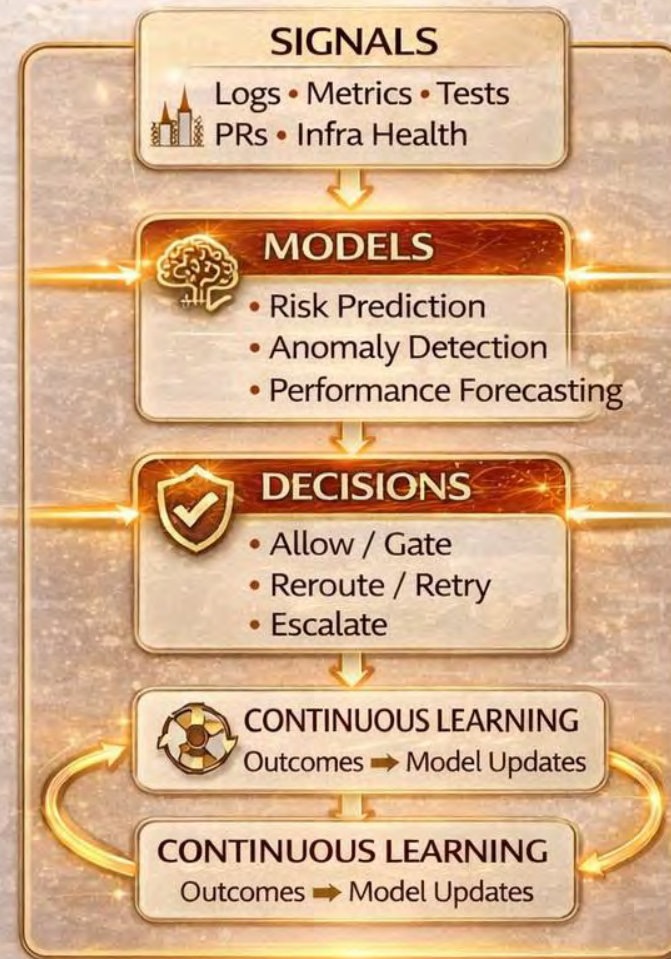 SIGNALS
Logs • Metrics • Tests
PRs • Infra Health
MODELS
• Risk Prediction
• Anomaly Detection
• Performance Forecasting
DECISIONS
• Allow / Gate
• Reroute / Retry
• Escalate
CONTINUOUS LEARNING
Outcomes ➡ Model Updates
CONTINUOUS LEARNING
Outcomes ➡ Model Updates